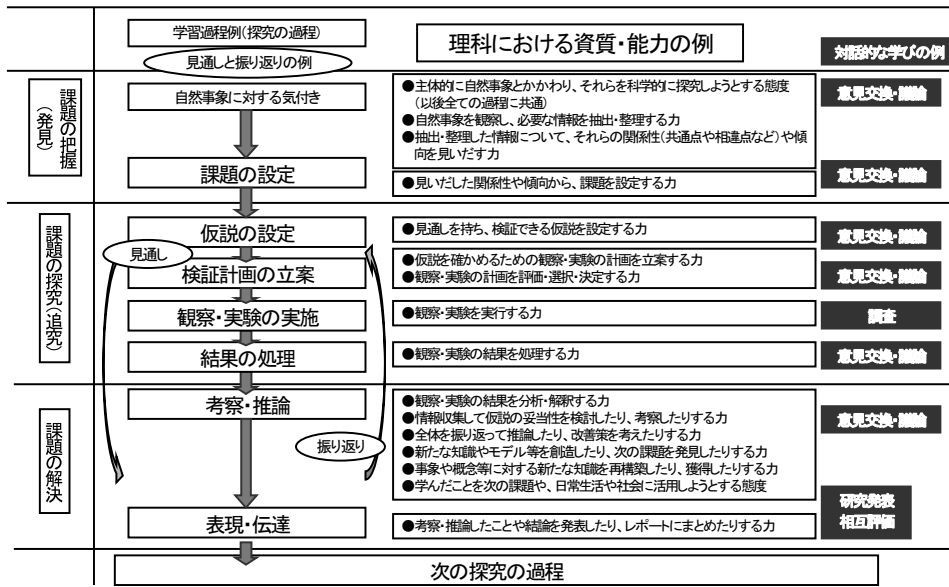 学習過程例(探究の過程)
理科における資質・能力の例
対話的な学びの例
見通しと振り返りの例
課題の把握(発見)
自然事象に対する気付き
●主体的に自然事象とかかわり、それらを科学的に探究しようとする態度
(以後全ての過程に共通)
●自然事象を観察し、必要な情報を抽出・整理する力
●抽出・整理した情報について、それらの関係性(共通点や相違点など)や傾
向を見いだす力
意見交換・議論
課題の設定
●見いだした関係性や傾向から、課題を設定する力
意見交換・議論
課題の探究(追究)
仮説の設定
●見通しを持ち、検証できる仮説を設定する力
意見交換・議論
見通し
検証計画の立案
●仮説を確かめるための観察・実験の計画を立案する力
●観察・実験の計画を評価・選択・決定する力
意見交換・議論
観察・実験の実施
●観察・実験を実行する力
調査
結果の処理
●観察・実験の結果を処理する力
意見交換・議論
課題の解決
考察・推論
●観察・実験の結果を分析・解釈する力
●情報収集して仮説の妥当性を検討したり、考察したりする力
●全体を振り返って推論したり、改善策を考えたりする力
●新たな知識やモデル等を創造したり、次の課題を発見したりする力
●事象や概念等に対する新たな知識を再構築したり、獲得したりする力
●学んだことを次の課題や、日常生活や社会に活用しようとする態度
意見交換・議論
振り返り
表現・伝達
●考察・推論したことや結論を発表したり、レポートにまとめたりする力
研究発表
相互評価
次の探究の過程